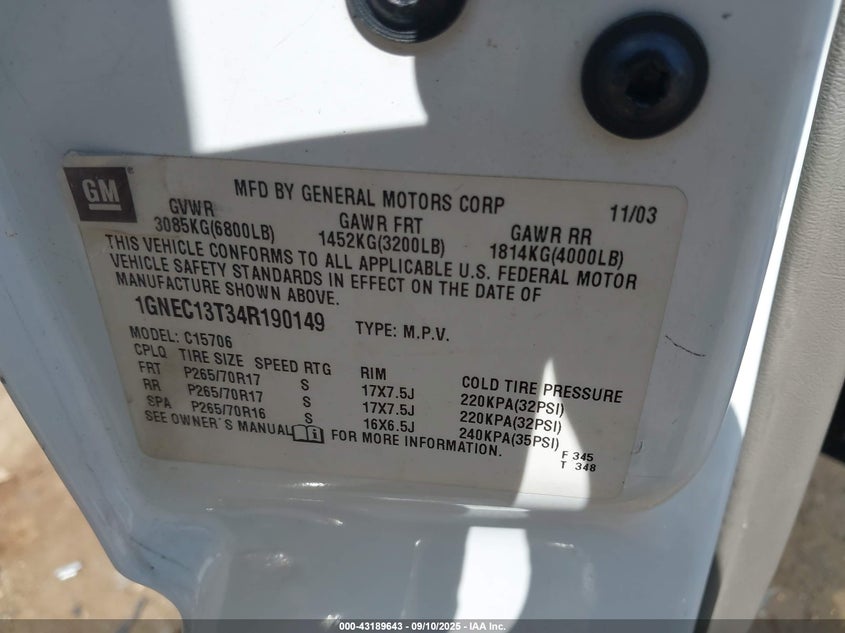 GM
MFD BY GENERAL MOTORS CORP 11/03
GVWR GAWR FRT GAWR RR
3085KG(6800LB) 1452KG(3200LB) 1814KG(4000LB)
THIS VEHICLE CONFORMS TO ALL APPLICABLE U.S. FEDERAL MOTOR
VEHICLE SAFETY STANDARDS IN EFFECT ON THE DATE OF
MANUFACTURE SHOWN ABOVE.
1GNEC13T34R190149 TYPE: M.P.V.
MODEL: C15706
CPLQ TIRE SIZE SPEED RTG RIM COLD TIRE PRESSURE
FRT P265/70R17 S 17X7.5J 220KPA(32PSI)
RR P265/70R17 S 17X7.5J 220KPA(32PSI)
SPA P265/70R16 S 16X6.5J 240KPA(35PSI)
SEE OWNER'S MANUAL FOR MORE INFORMATION.
F 345
T 348
000-43189643 - 09/10/2025 - IAA Inc.